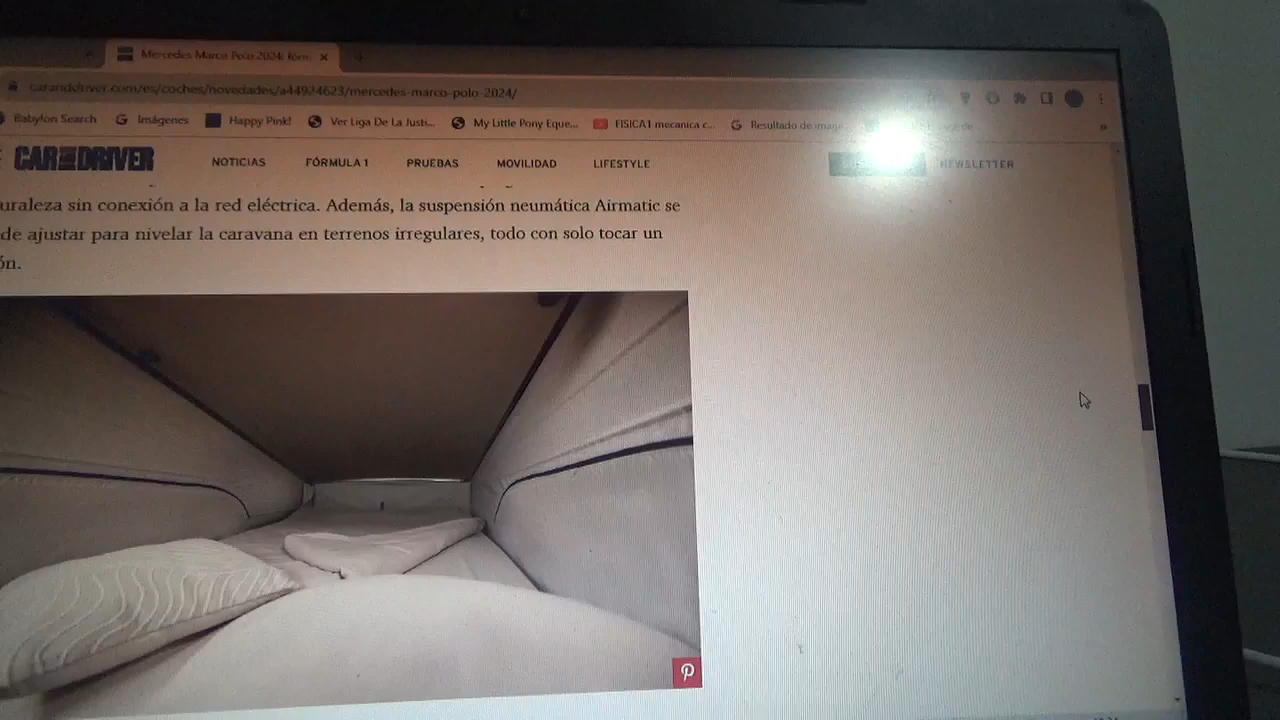 Mercedes Marco Polo 2024: fórm
caranddriver.com/es/coches/novedades/a44924623/mercedes-marco-polo-2024/
Babylon Search Imágenes Happy Pink! Ver Liga De La Justi... My Little Pony Eque... FISICA1 mecanica c... Resultado de image
CAR AND DRIVER NOTICIAS FÓRMULA 1 PRUEBAS MOVILIDAD LIFESTYLE NEWSLETTER
uraleza sin conexión a la red eléctrica. Además, la suspensión neumática Airmatic se
de ajustar para nivelar la caravana en terrenos irregulares, todo con solo tocar un
ón.